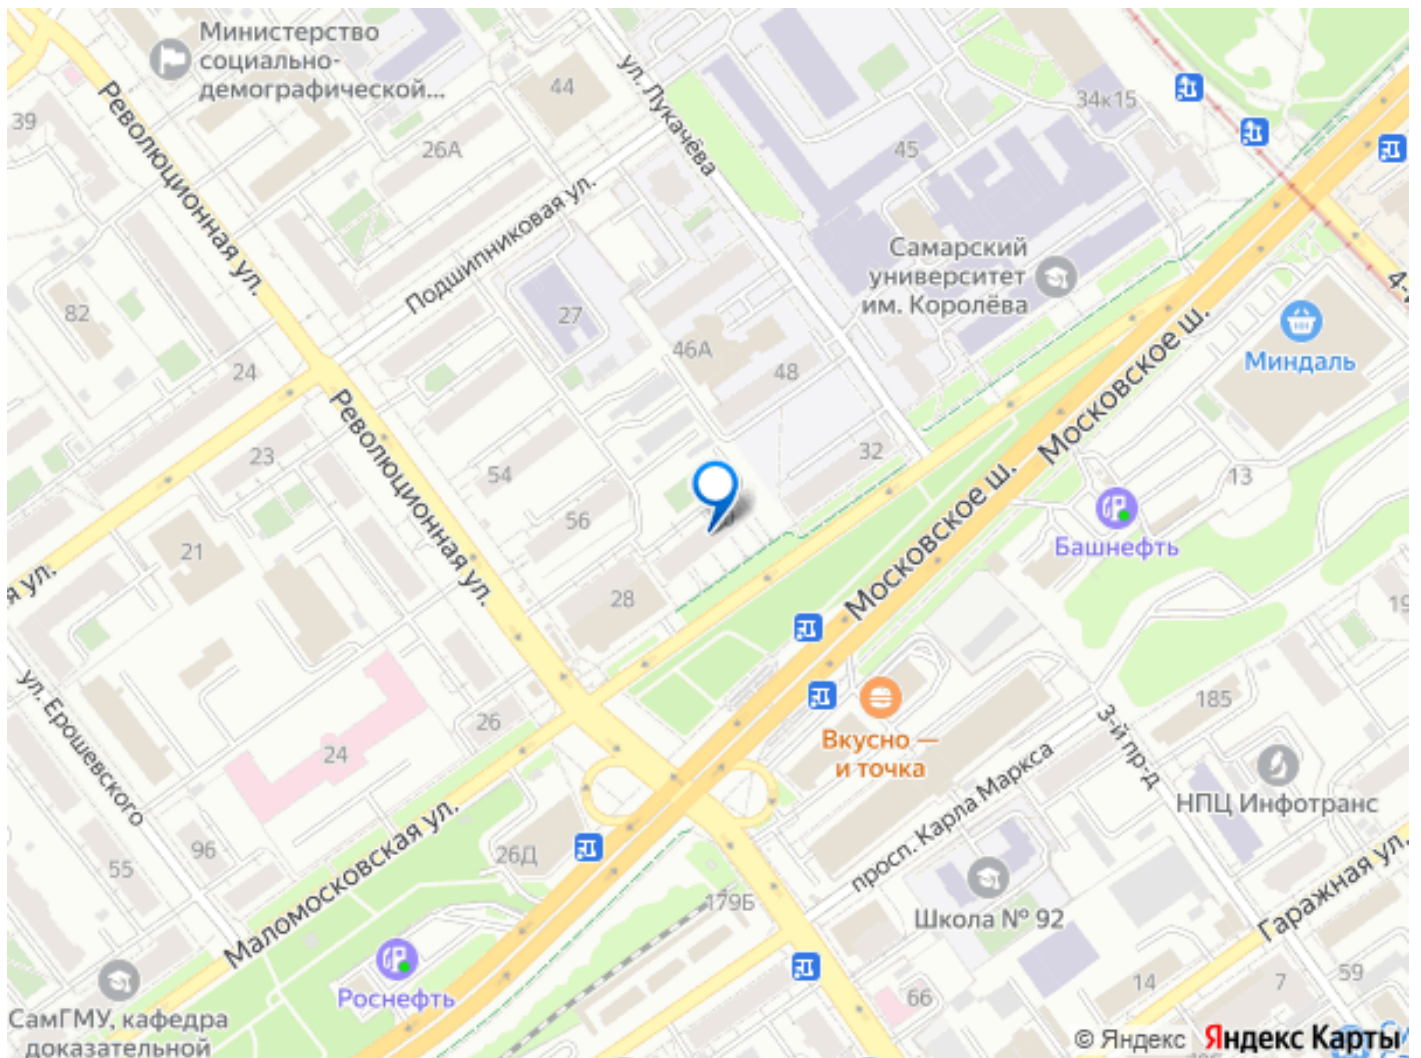 Министерство
социально-
демографической...
39
Революционная ул.
44
26А
ул. Лукачёва
34к15
45
Подшипниковая ул.
Самарский
университет
им. Королёва
82
27
24
46А
48
Миндаль
Московское ш.
Революционная ул.
23
54
32
13
Московское ш.
56
Башнефть
21
я ул.
28
ул. Ерошевского
26
24
185
3-й пр-д
Вкусно —
и точка
просп. Карла Маркса
НПЦ Инфотранс
Маломосковская ул.
96
55
26Д
179Б
Школа № 92
Гаражная ул.
Роснефть
66
14
7
59
СамГМУ, кафедра
доказательной
© Яндекс Яндекс Карты